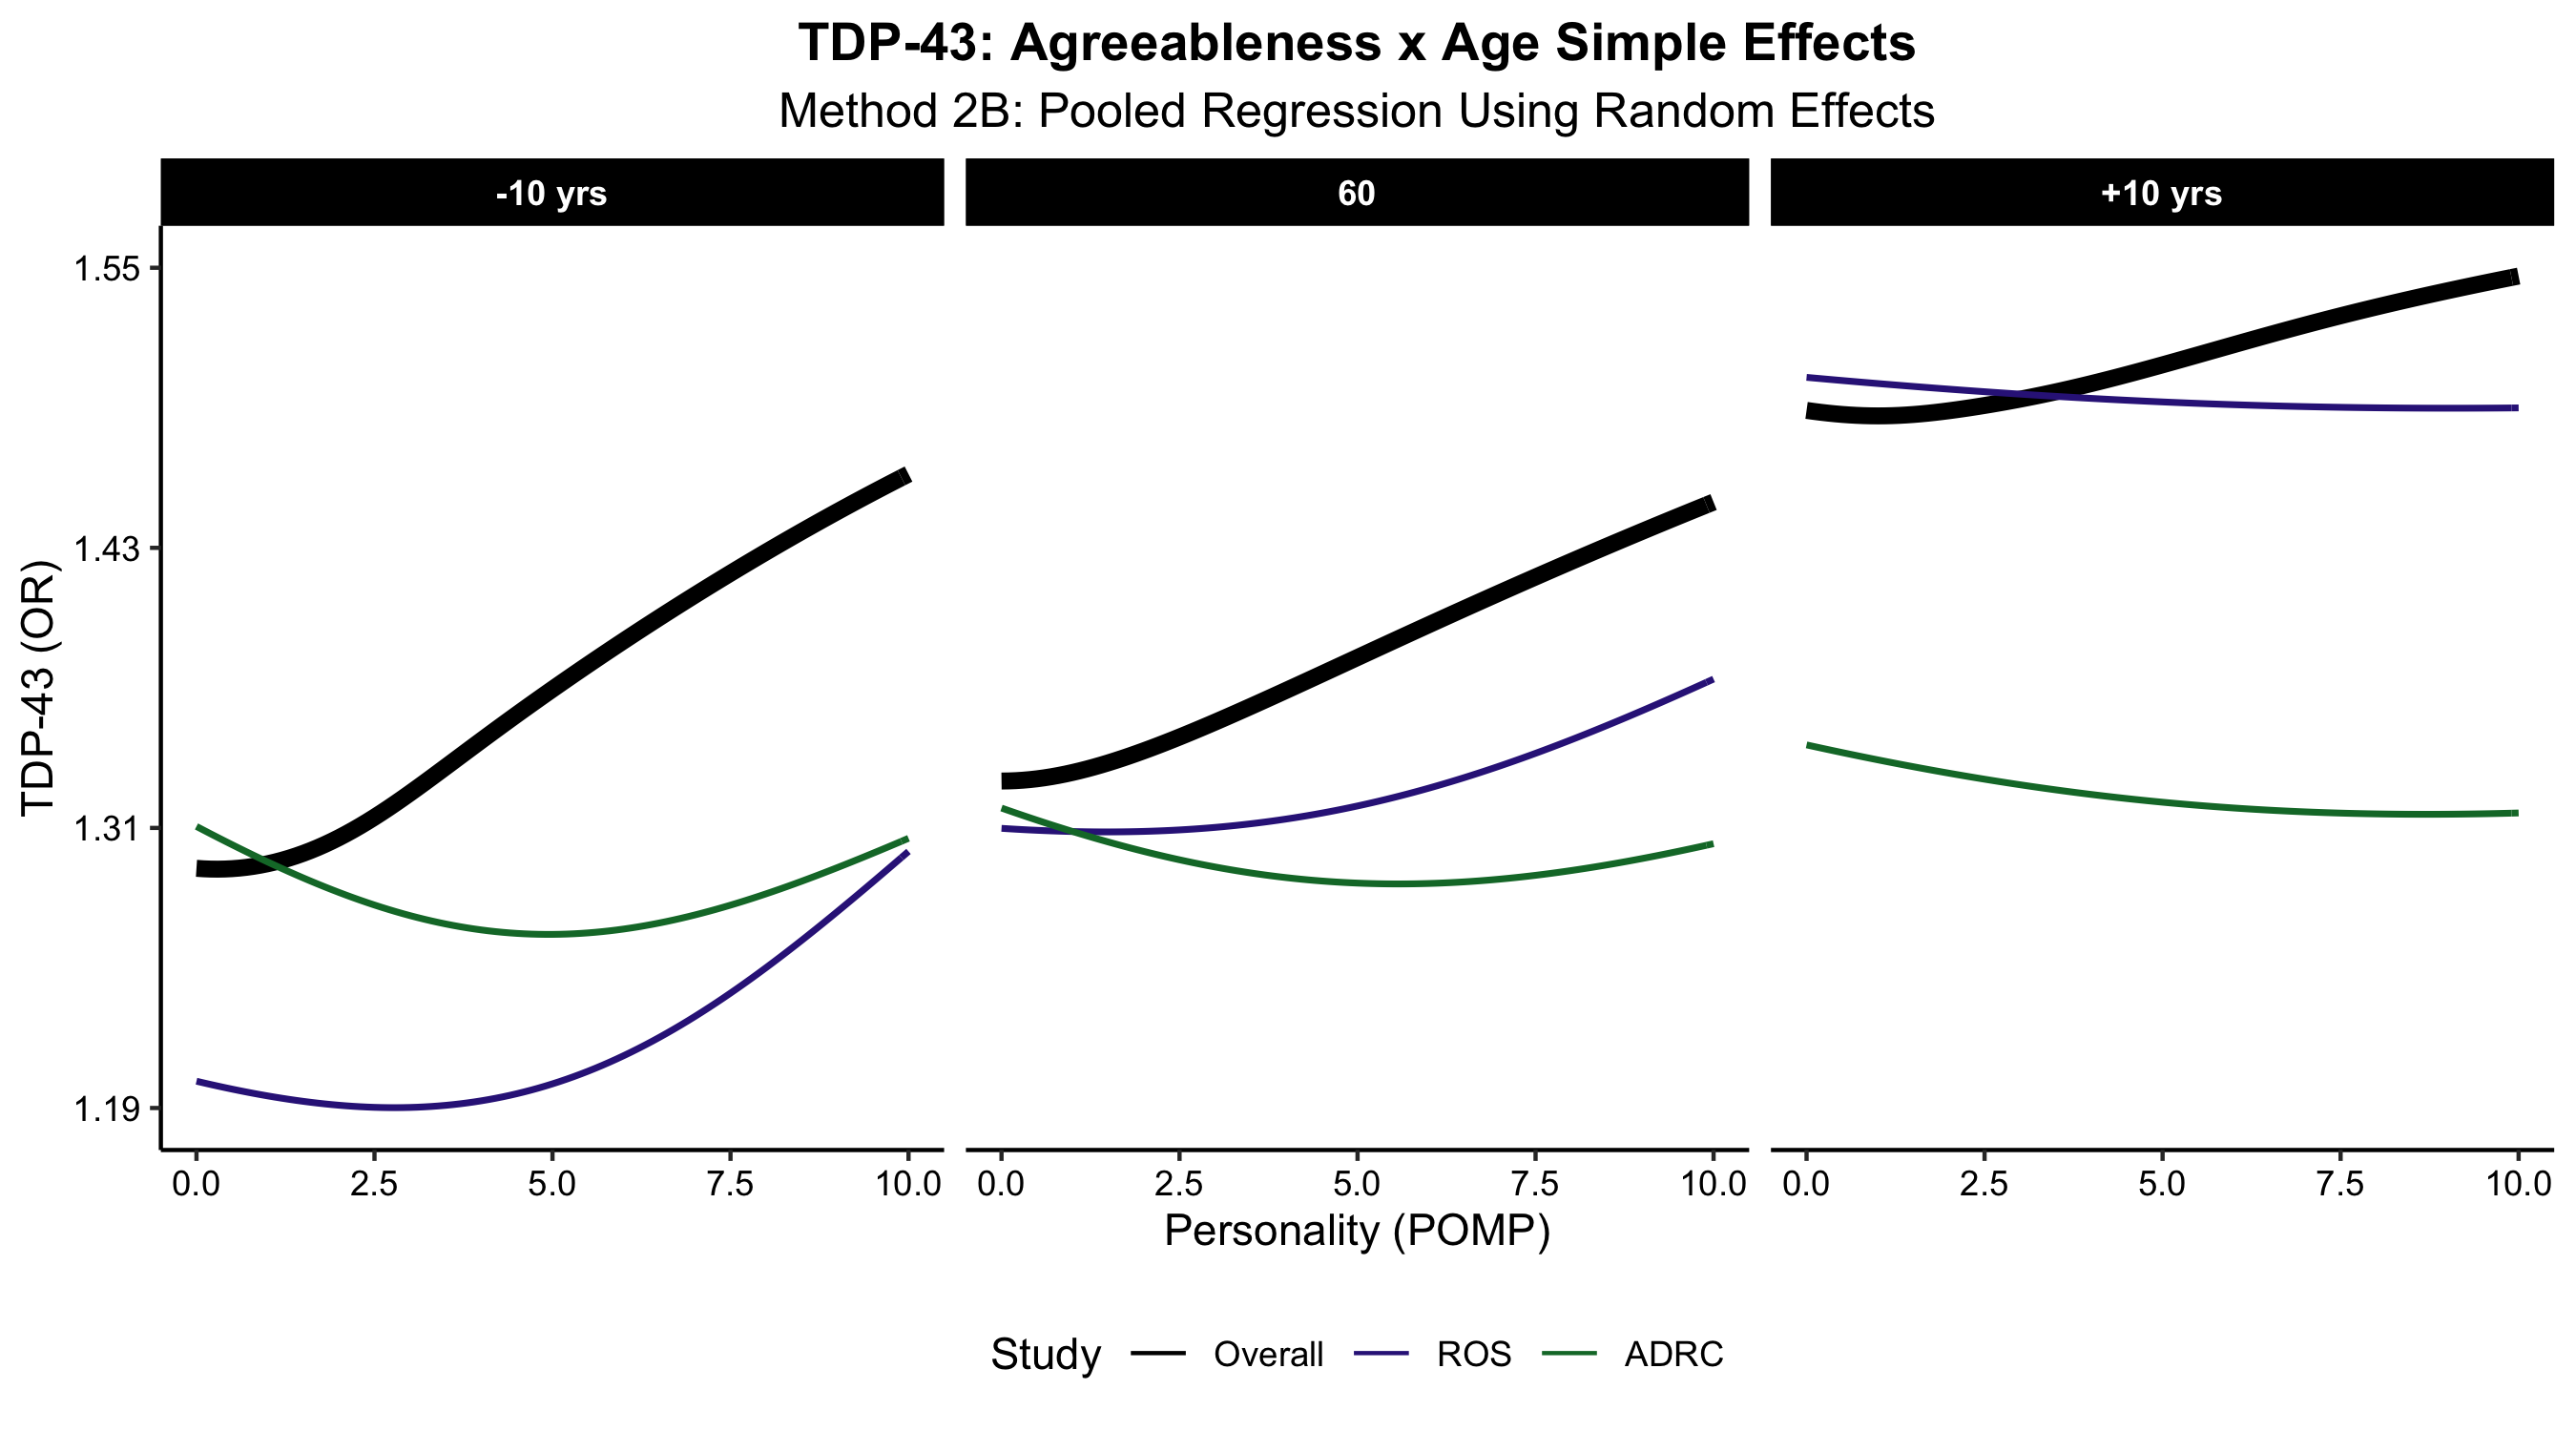 TDP-43: Agreeableness x Age Simple Effects
Method 2B: Pooled Regression Using Random Effects
-10 yrs 60 +10 yrs
TDP-43 (OR)
1.55
1.43
1.31
1.19
0.0 2.5 5.0 7.5 10.0 0.0 2.5 5.0 7.5 10.0 0.0 2.5 5.0 7.5 10.0
Personality (POMP)
Study Overall ROS ADRC